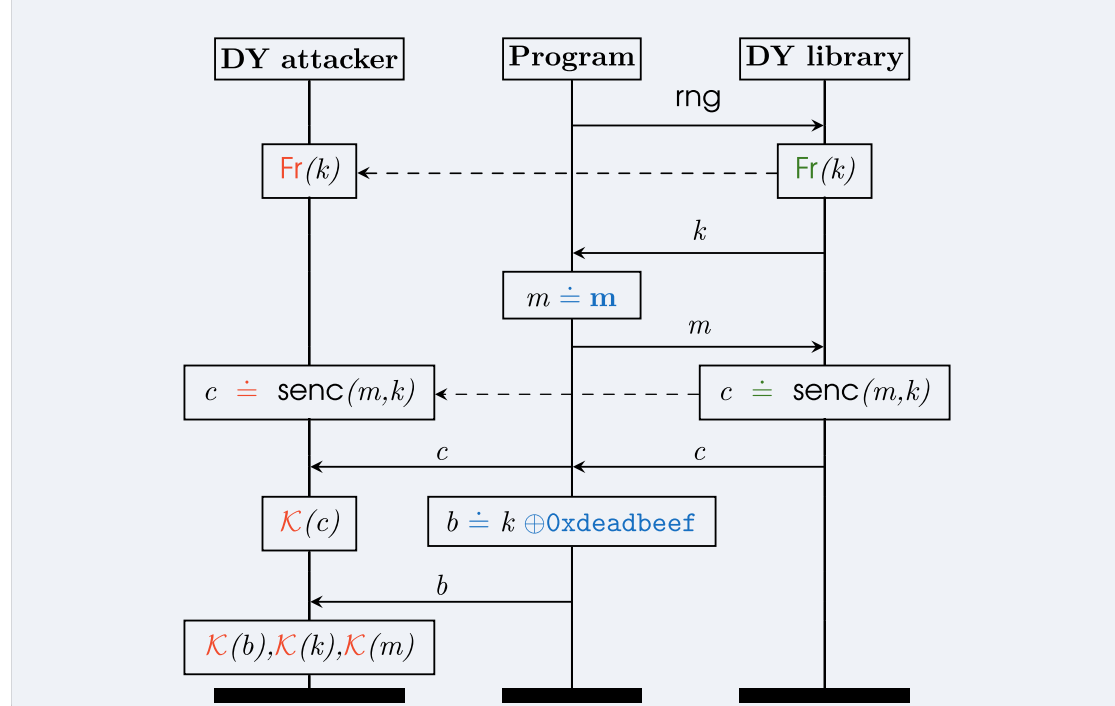 DY attacker Program DY library
rng
Fr(k) Fr(k)
k
m ≐ m
m
c ≐ senc(m,k) c ≐ senc(m,k)
c c
𝒦(c) b ≐ k ⊕0xdeadbeef
b
𝒦(b),𝒦(k),𝒦(m)